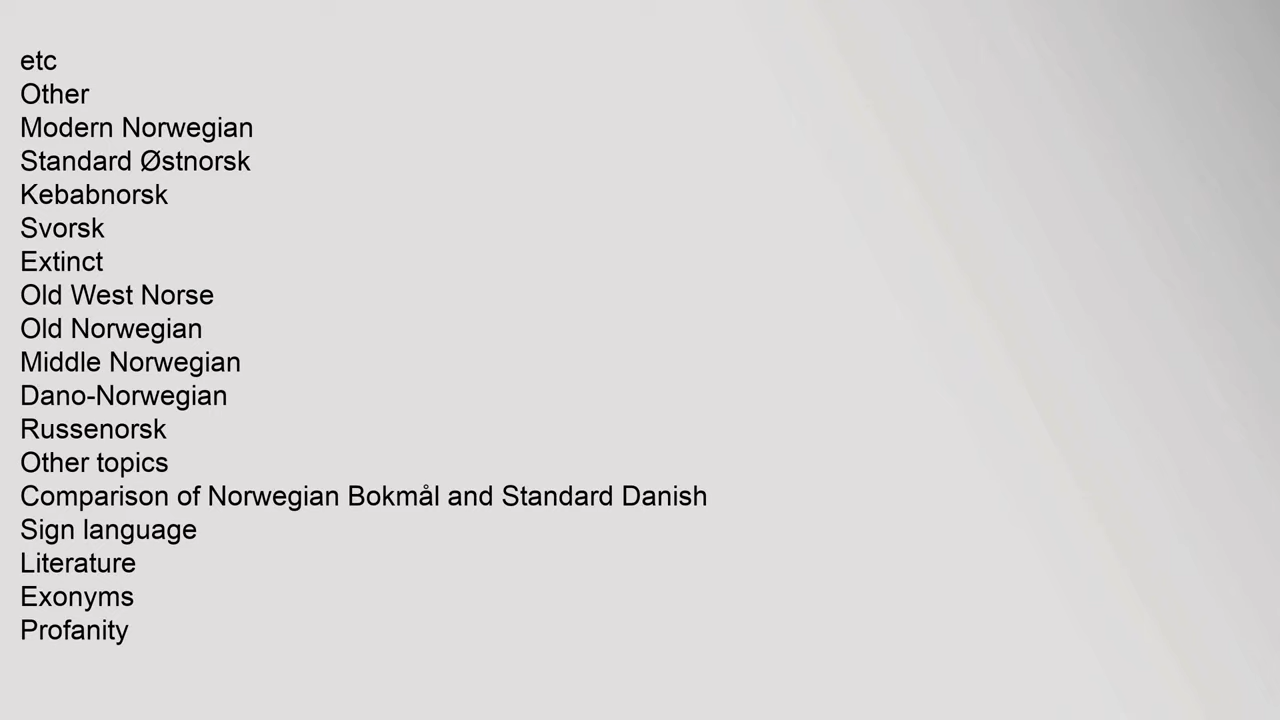 etc
Other
Modern Norwegian
Standard Østnorsk
Kebabnorsk
Svorsk
Extinct
Old West Norse
Old Norwegian
Middle Norwegian
Dano-Norwegian
Russenorsk
Other topics
Comparison of Norwegian Bokmål and Standard Danish
Sign language
Literature
Exonyms
Profanity